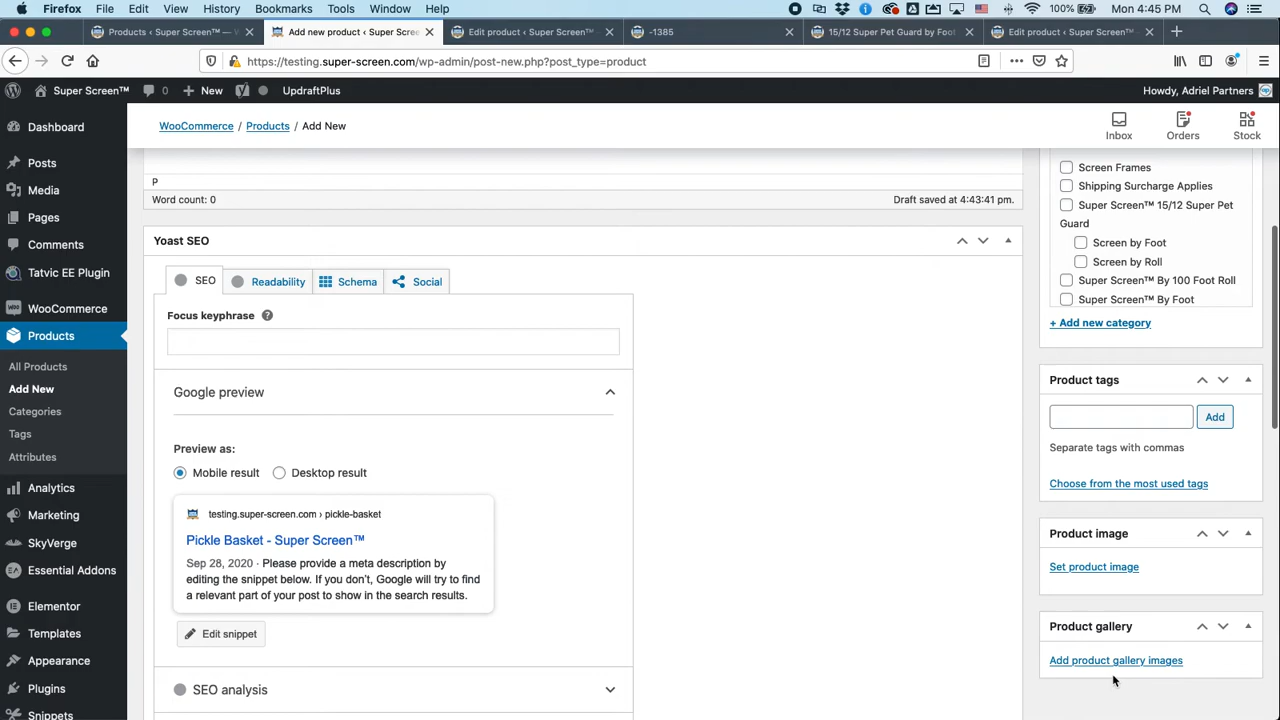 Firefox File Edit View History Bookmarks Tools Window Help 100% Mon 4:45 PM
Products ‹ Super Screen™ — W Add new product ‹ Super Scree Edit product ‹ Super Screen™ -1385 15/12 Super Pet Guard by Foot Edit product ‹ Super Screen™
https://testing.super-screen.com/wp-admin/post-new.php?post_type=product
Super Screen™ 0 New UpdraftPlus Howdy, Adriel Partners
WooCommerce / Products / Add New
Inbox Orders Stock
Dashboard
Posts
Media
Pages
Comments
Tatvic EE Plugin
WooCommerce
Products
All Products
Add New
Categories
Tags
Attributes
Analytics
Marketing
SkyVerge
Essential Addons
Elementor
Templates
Appearance
Plugins
Snippets
P
Word count: 0 Draft saved at 4:43:41 pm.
Yoast SEO
SEO Readability Schema Social
Focus keyphrase ?
Google preview
Preview as:
Mobile result Desktop result
testing.super-screen.com › pickle-basket
Pickle Basket - Super Screen™
Sep 28, 2020 · Please provide a meta description by
editing the snippet below. If you don't, Google will try to find
a relevant part of your post to show in the search results.
Edit snippet
SEO analysis
Screen Frames
Shipping Surcharge Applies
Super Screen™ 15/12 Super Pet
Guard
Screen by Foot
Screen by Roll
Super Screen™ By 100 Foot Roll
Super Screen™ By Foot
+ Add new category
Product tags
Add
Separate tags with commas
Choose from the most used tags
Product image
Set product image
Product gallery
Add product gallery images